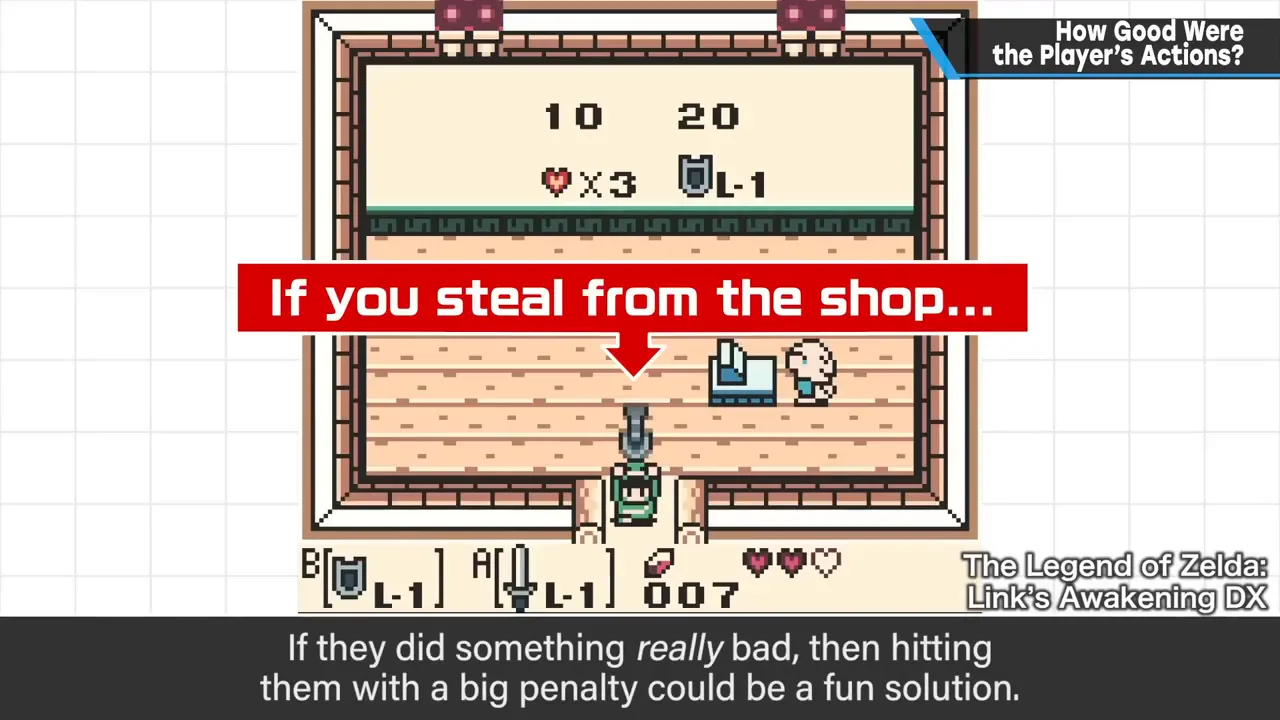 How Good Were
the Player's Actions?
10 20
X 3 L-1
If you steal from the shop...
B L-1 A L-1 007
The Legend of Zelda:
Link's Awakening DX
If they did something really bad, then hitting
them with a big penalty could be a fun solution.